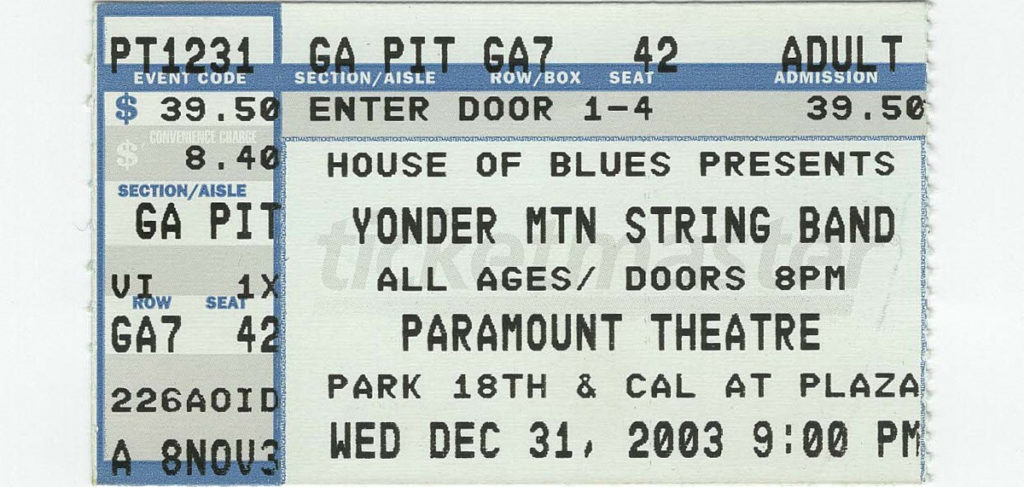 PT1231 GA PIT GA7 42 ADULT
EVENT CODE SECTION/AISLE ROW/BOX SEAT ADMISSION
$ 39.50 ENTER DOOR 1-4 39.50
CONVENIENCE CHARGE
$ 8.40
HOUSE OF BLUES PRESENTS
SECTION/AISLE
GA PIT
YONDER MTN STRING BAND
ticketmaster
VI 1X
ALL AGES/ DOORS 8PM
ROW SEAT
GA7 42
PARAMOUNT THEATRE
226AOID
PARK 18TH & CAL AT PLAZA
A 8NOV3
WED DEC 31, 2003 9:00 PM